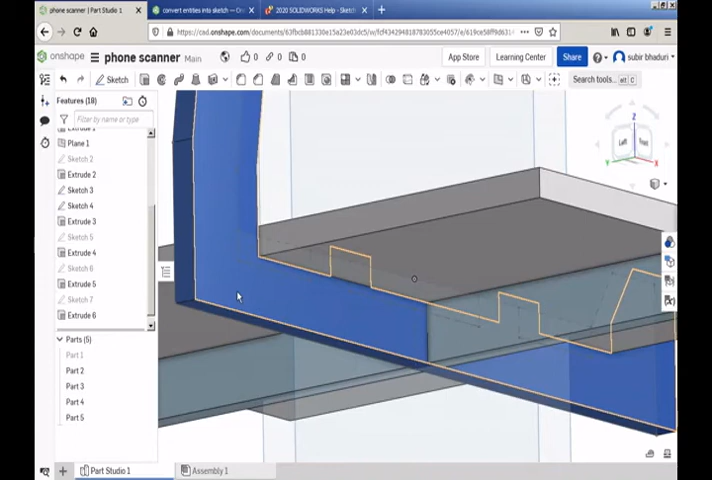 phone scanner | Part Studio 1
convert entities into sketch — O
2020 SOLIDWORKS Help - Sketch
onshape
phone scanner Main
0
0
App Store
Learning Center
Share
subir bhaduri
Sketch
Search tools...
alt C
Features (18)
Filter by name or type
Plane 1
Sketch 2
Extrude 2
Sketch 3
Sketch 4
Extrude 3
Sketch 5
Extrude 4
Sketch 6
Extrude 5
Sketch 7
Extrude 6
Parts (5)
Part 1
Part 2
Part 3
Part 4
Part 5
Z
Left
Front
Y
X
Part Studio 1
Assembly 1